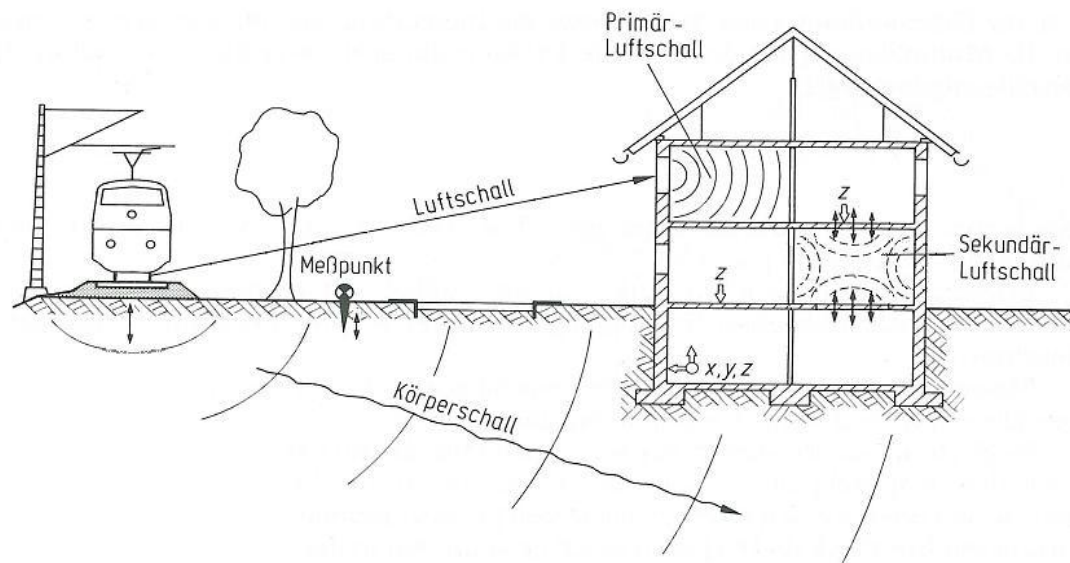 Primär-
Luftschall
Luftschall
Meßpunkt
z
Sekundär-
Luftschall
z
x, y, z
Körperschall